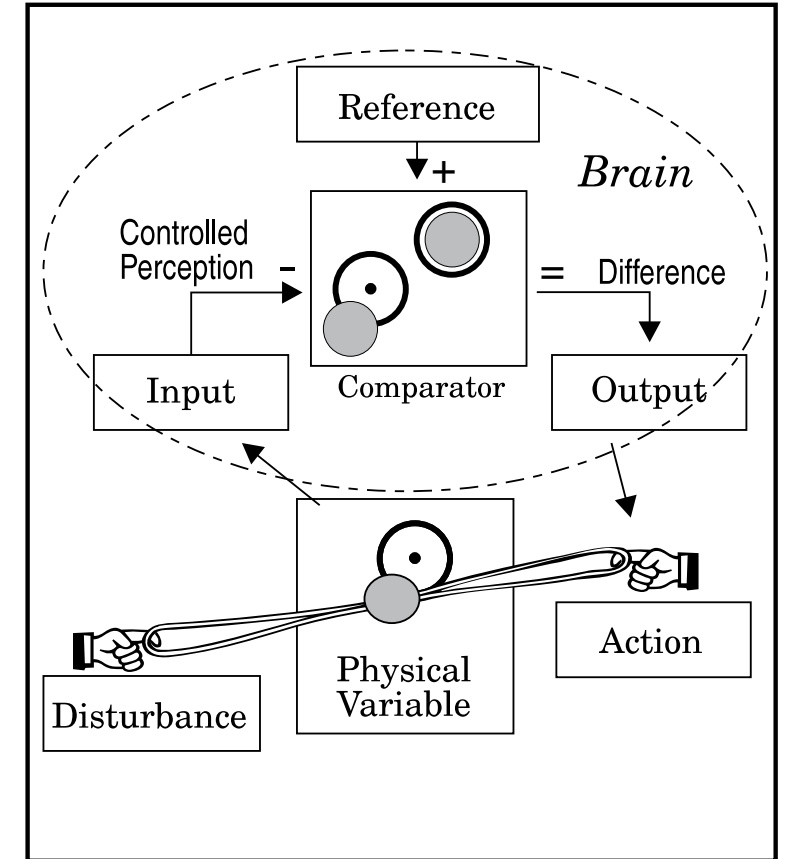 Reference
+
Brain
Controlled
Perception
-
= Difference
Input
Comparator
Output
Physical
Variable
Action
Disturbance